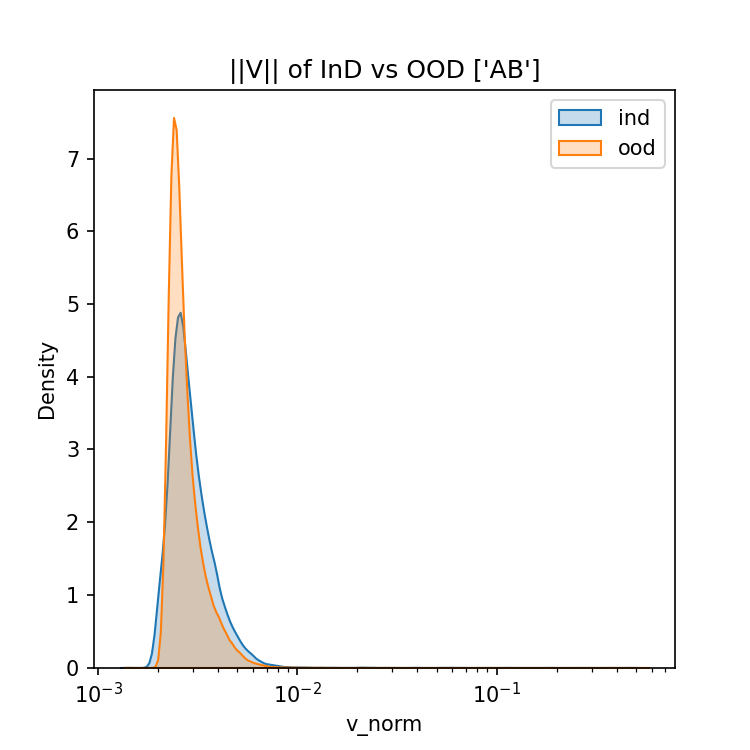 ||V|| of InD vs OOD ['AB']
ind
ood
7
6
5
4
3
2
1
0
Density
10⁻³
10⁻²
10⁻¹
v_norm